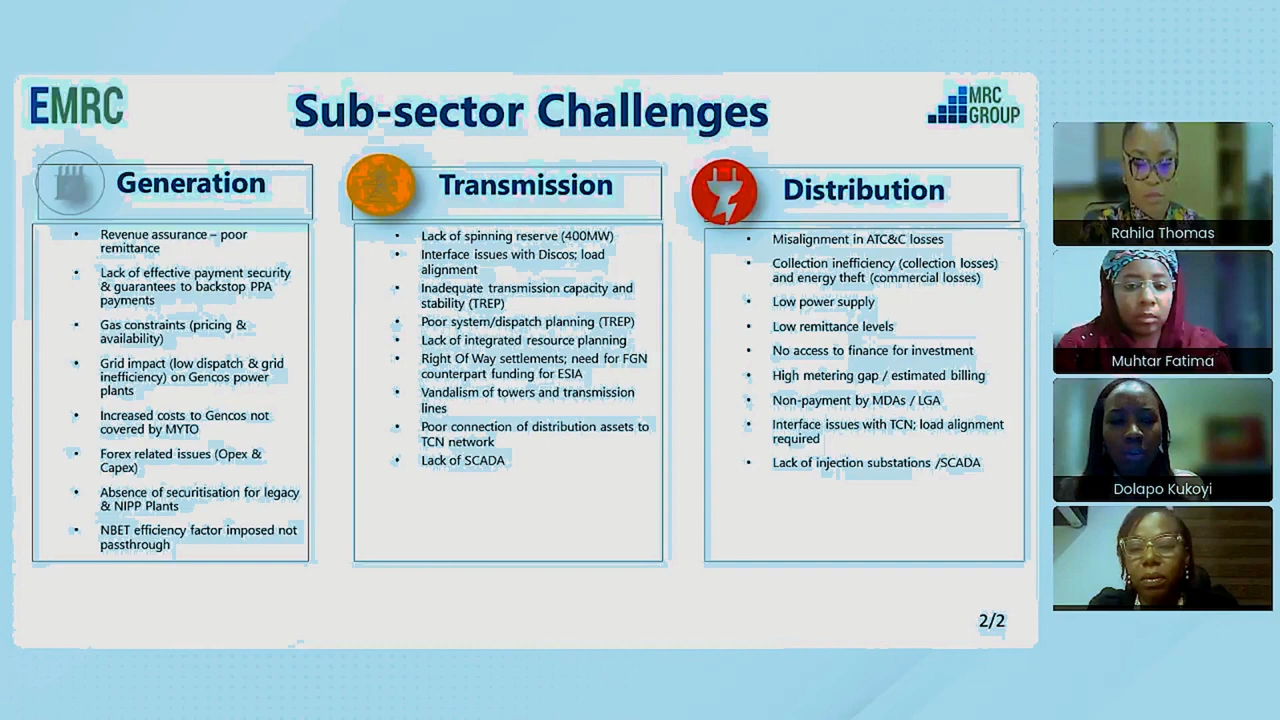 EMRC
Sub-sector Challenges
MRC
GROUP
Generation
• Revenue assurance – poor
remittance
• Lack of effective payment security
& guarantees to backstop PPA
payments
• Gas constraints (pricing &
availability)
• Grid impact (low dispatch & grid
inefficiency) on Gencos power
plants
• Increased costs to Gencos not
covered by MYTO
• Forex related issues (Opex &
Capex)
• Absence of securitisation for legacy
& NIPP Plants
• NBET efficiency factor imposed not
passthrough
Transmission
• Lack of spinning reserve (400MW)
• Interface issues with Discos; load
alignment
• Inadequate transmission capacity and
stability (TREP)
• Poor system/dispatch planning (TREP)
• Lack of integrated resource planning
• Right Of Way settlements; need for FGN
counterpart funding for ESIA
• Vandalism of towers and transmission
lines
• Poor connection of distribution assets to
TCN network
• Lack of SCADA
Distribution
• Misalignment in ATC&C losses
• Collection inefficiency (collection losses)
and energy theft (commercial losses)
• Low power supply
• Low remittance levels
• No access to finance for investment
• High metering gap / estimated billing
• Non-payment by MDAs / LGA
• Interface issues with TCN; load alignment
required
• Lack of injection substations /SCADA
2/2
Rahila Thomas
Muhtar Fatima
Dolapo Kukoyi